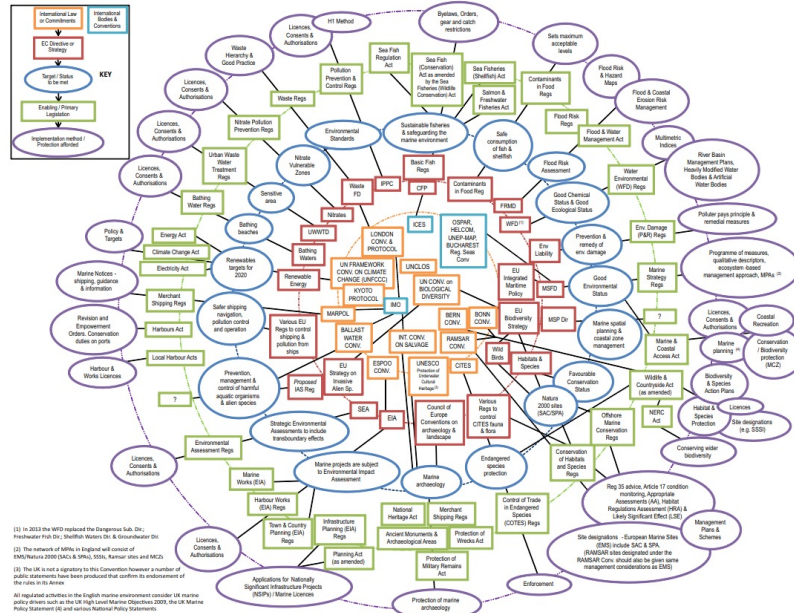 International Law
or Commitments
International
Bodies &
Conventions
EC Directive or
Strategy
KEY
Target / Status
to be met
Enabling / Primary
Legislation
Implementation method /
Protection afforded
Licences,
Consents &
Authorisations
H1 Method
Byelaws, Orders,
gear and catch
restrictions
Sets maximum
acceptable
levels
Flood Risk
& Hazard
Maps
Flood & Coastal
Erosion Risk
Management
Multimetric
Indices
River Basin
Management Plans,
Heavily Modified Water
Bodies & Artificial
Water Bodies
Polluter pays principle &
remedial measures
Programme of measures,
qualitative descriptors,
ecosystem-based
management approach, MPAs (2)
Licences,
Consents &
Authorisations
Coastal
Recreation
Marine
planning (4)
Conservation
/ Biodiversity
protection
(MCZ)
Biodiversity
& Species
Action Plans
Habitat &
Species
Protection
Licences
Site designations
(e.g. SSSI)
Conserving wider
biodiversity
Reg 35 advice, Article 17 condition
monitoring, Appropriate
Assessments (AA), Habitat
Regulations Assessment (HRA) &
Likely Significant Effect (LSE)
Management
Plans &
Schemes
Site designations - European Marine Sites
(EMS) include SAC & SPA.
(RAMSAR sites designated under the
RAMSAR Conv. should also be given
same management considerations as EMS)
Enforcement
Protection of marine
archaeology
Applications for Nationally
Significant Infrastructure Projects
(NSIPs) / Marine Licences
Licences,
Consents &
Authorisations
Licences,
Consents &
Authorisations
Harbour &
Works Licences
Revision and
Empowerment
Orders. Conservation
duties on ports
Marine Notices -
shipping, guidance
& information
Policy &
Targets
Licences,
Consents &
Authorisations
Licences,
Consents &
Authorisations
Licences,
Consents &
Authorisations
Waste
Hierarchy &
Good Practice
Waste Regs
Pollution
Prevention
& Control Regs
Sea Fish
Regulation
Act
Sea Fish
(Conservation)
Act as amended by
the Sea Fisheries
(Wildlife
Conservation) Act
Sea Fisheries
(Shellfish) Act
Salmon &
Freshwater
Fisheries Act
Contaminants
in Food Regs
Flood Risk
Regs
Flood & Water
Management Act
Water
Environmental
(WFD) Regs
Env. Damage
(P&R) Regs
Marine
Strategy
Regs
?
Marine &
Coastal
Access Act
Wildlife &
Countryside Act
(as amended)
NERC
Act
Offshore
Marine
Conservation
Regs
Conservation
of Habitats
and Species Regs
Control of Trade
in Endangered
Species
(COTES) Regs
Protection of
Wrecks Act
Merchant
Shipping Regs
National
Heritage Act
Ancient Monuments &
Archaeological Areas
Protection of
Military Remains
Act
Infrastructure
Planning (EIA)
Regs
Planning Act
(as amended)
Town & Country
Planning (EIA)
Regs
Harbour Works
(EIA) Regs
Marine
Works (EIA)
Environmental
Assessment Regs
?
Local Harbour Acts
Harbours Act
Merchant
Shipping Regs
Electricity Act
Climate Change Act
Energy Act
Bathing
Water Regs
Urban Waste
Water
Treatment
Regs
Nitrate Pollution
Prevention Regs
Environmental
Standards
Sustainable fisheries
& safeguarding the
marine environment
Safe
consumption
of fish &
shellfish
Flood Risk
Assessment
Good Chemical
Status & Good
Ecological Status
Prevention &
remedy of
env. damage
Good
Environmental
Status
Marine spatial
planning &
coastal zone
management
Favourable
Conservation
Status
Natura
2000 sites
(SAC/SPA)
Endangered
species
protection
Marine
archaeology
Marine projects are subject
to Environmental Impact
Assessment
Strategic Environmental
Assessments to include
transboundary effects
Prevention,
management &
control of harmful
aquatic organisms
& alien species
Safer shipping
navigation,
pollution control
and operation
Renewables
targets for
2020
Bathing
beaches
Sensitive
area
Nitrate
Vulnerable
Zones
Waste
FD
IPPC
Basic Fish
Regs
CFP
Contaminants
in Food Reg
FRMD
WFD (1)
Env
Liability
MSFD
EU
Integrated
Maritime
Policy
MSP Dir
EU
Biodiversity
Strategy
Wild
Birds
Habitats &
Species
Various
Regs to
control
CITES fauna
& flora
Council of
Europe
Conventions on
archaeology &
landscape
EIA
SEA
EU
Strategy on
Invasive
Alien Sp.
Proposed
IAS Reg
Various EU
Regs to control
shipping &
pollution from
ships
Renewable
Energy
Bathing
Waters
UWWTD
Nitrates
ICES
OSPAR,
HELCOM,
UNEP-MAP,
BUCHAREST
Reg. Seas
Conv
LONDON
CONV. &
PROTOCOL
UN FRAMEWORK
CONV. ON CLIMATE
CHANGE (UNFCCC)
KYOTO
PROTOCOL
UNCLOS
UN CONV. on
BIOLOGICAL
DIVERSITY
MARPOL
IMO
BALLAST
WATER
CONV.
INT. CONV.
ON SALVAGE
BERN
CONV.
BONN
CONV
RAMSAR
CONV
ESPOO
CONV
UNESCO
Protection of
Underwater
Cultural
Heritage(3)
CITES
(1) In 2013 the WFD replaced the Dangerous Sub. Dir.;
Freshwater Fish Dir.; Shellfish Waters Dir. & Groundwater Dir.
(2) The network of MPAs in England will consist of
EMS/Natura 2000 (SACs & SPAs), SSSIs, Ramsar sites and MCZs
(3) The UK is not a signatory to this Convention however a number of
public statements have been produced that confirm its endorsement of
the rules in its Annex
All regulated activities in the English marine environment consider UK marine
policy drivers such as the UK High Level Marine Objectives 2009, the UK Marine
Policy Statement (4) and various National Policy Statements